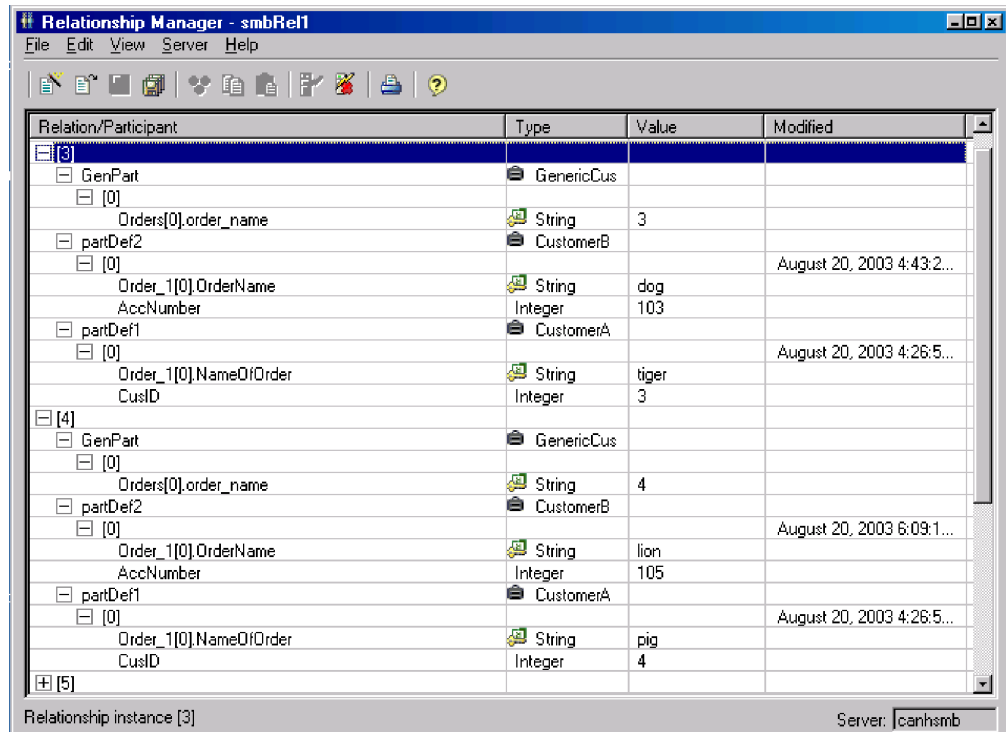 Relationship Manager - smbRel1
File Edit View Server Help
Relation/Participant Type Value Modified
[3]
GenPart GenericCus
[0]
Orders[0].order_name String 3
partDef2 CustomerB
[0] August 20, 2003 4:43:2...
Order_1[0].OrderName String dog
AccNumber Integer 103
partDef1 CustomerA
[0] August 20, 2003 4:26:5...
Order_1[0].NameOfOrder String tiger
CusID Integer 3
[4]
GenPart GenericCus
[0]
Orders[0].order_name String 4
partDef2 CustomerB
[0] August 20, 2003 6:09:1...
Order_1[0].OrderName String lion
AccNumber Integer 105
partDef1 CustomerA
[0] August 20, 2003 4:26:5...
Order_1[0].NameOfOrder String pig
CusID Integer 4
[5]
Relationship instance [3] Server: canhsmb